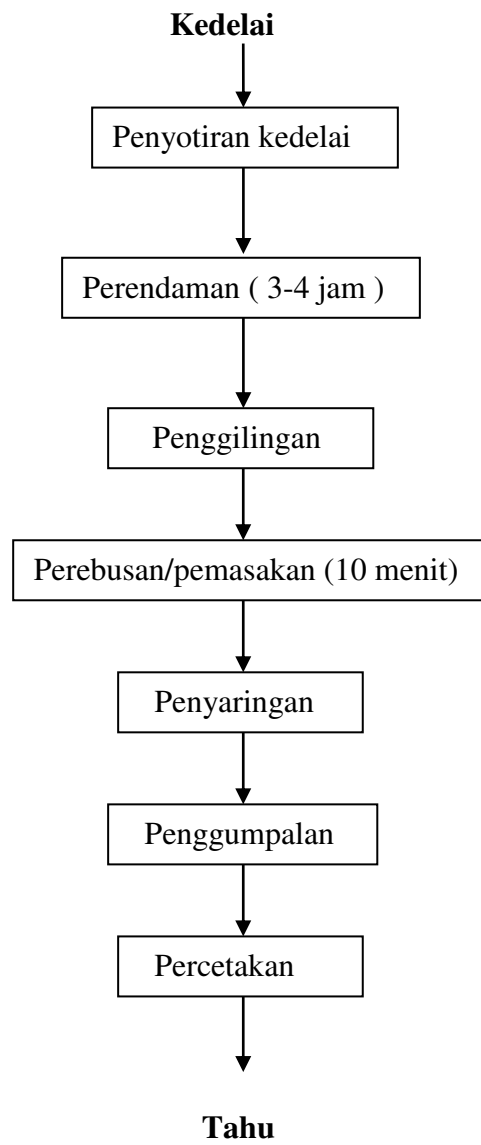 Kedelai
Penyotiran kedelai
Perendaman ( 3-4 jam )
Penggilingan
Perebusan/pemasakan (10 menit)
Penyaringan
Penggumpalan
Percetakan
Tahu